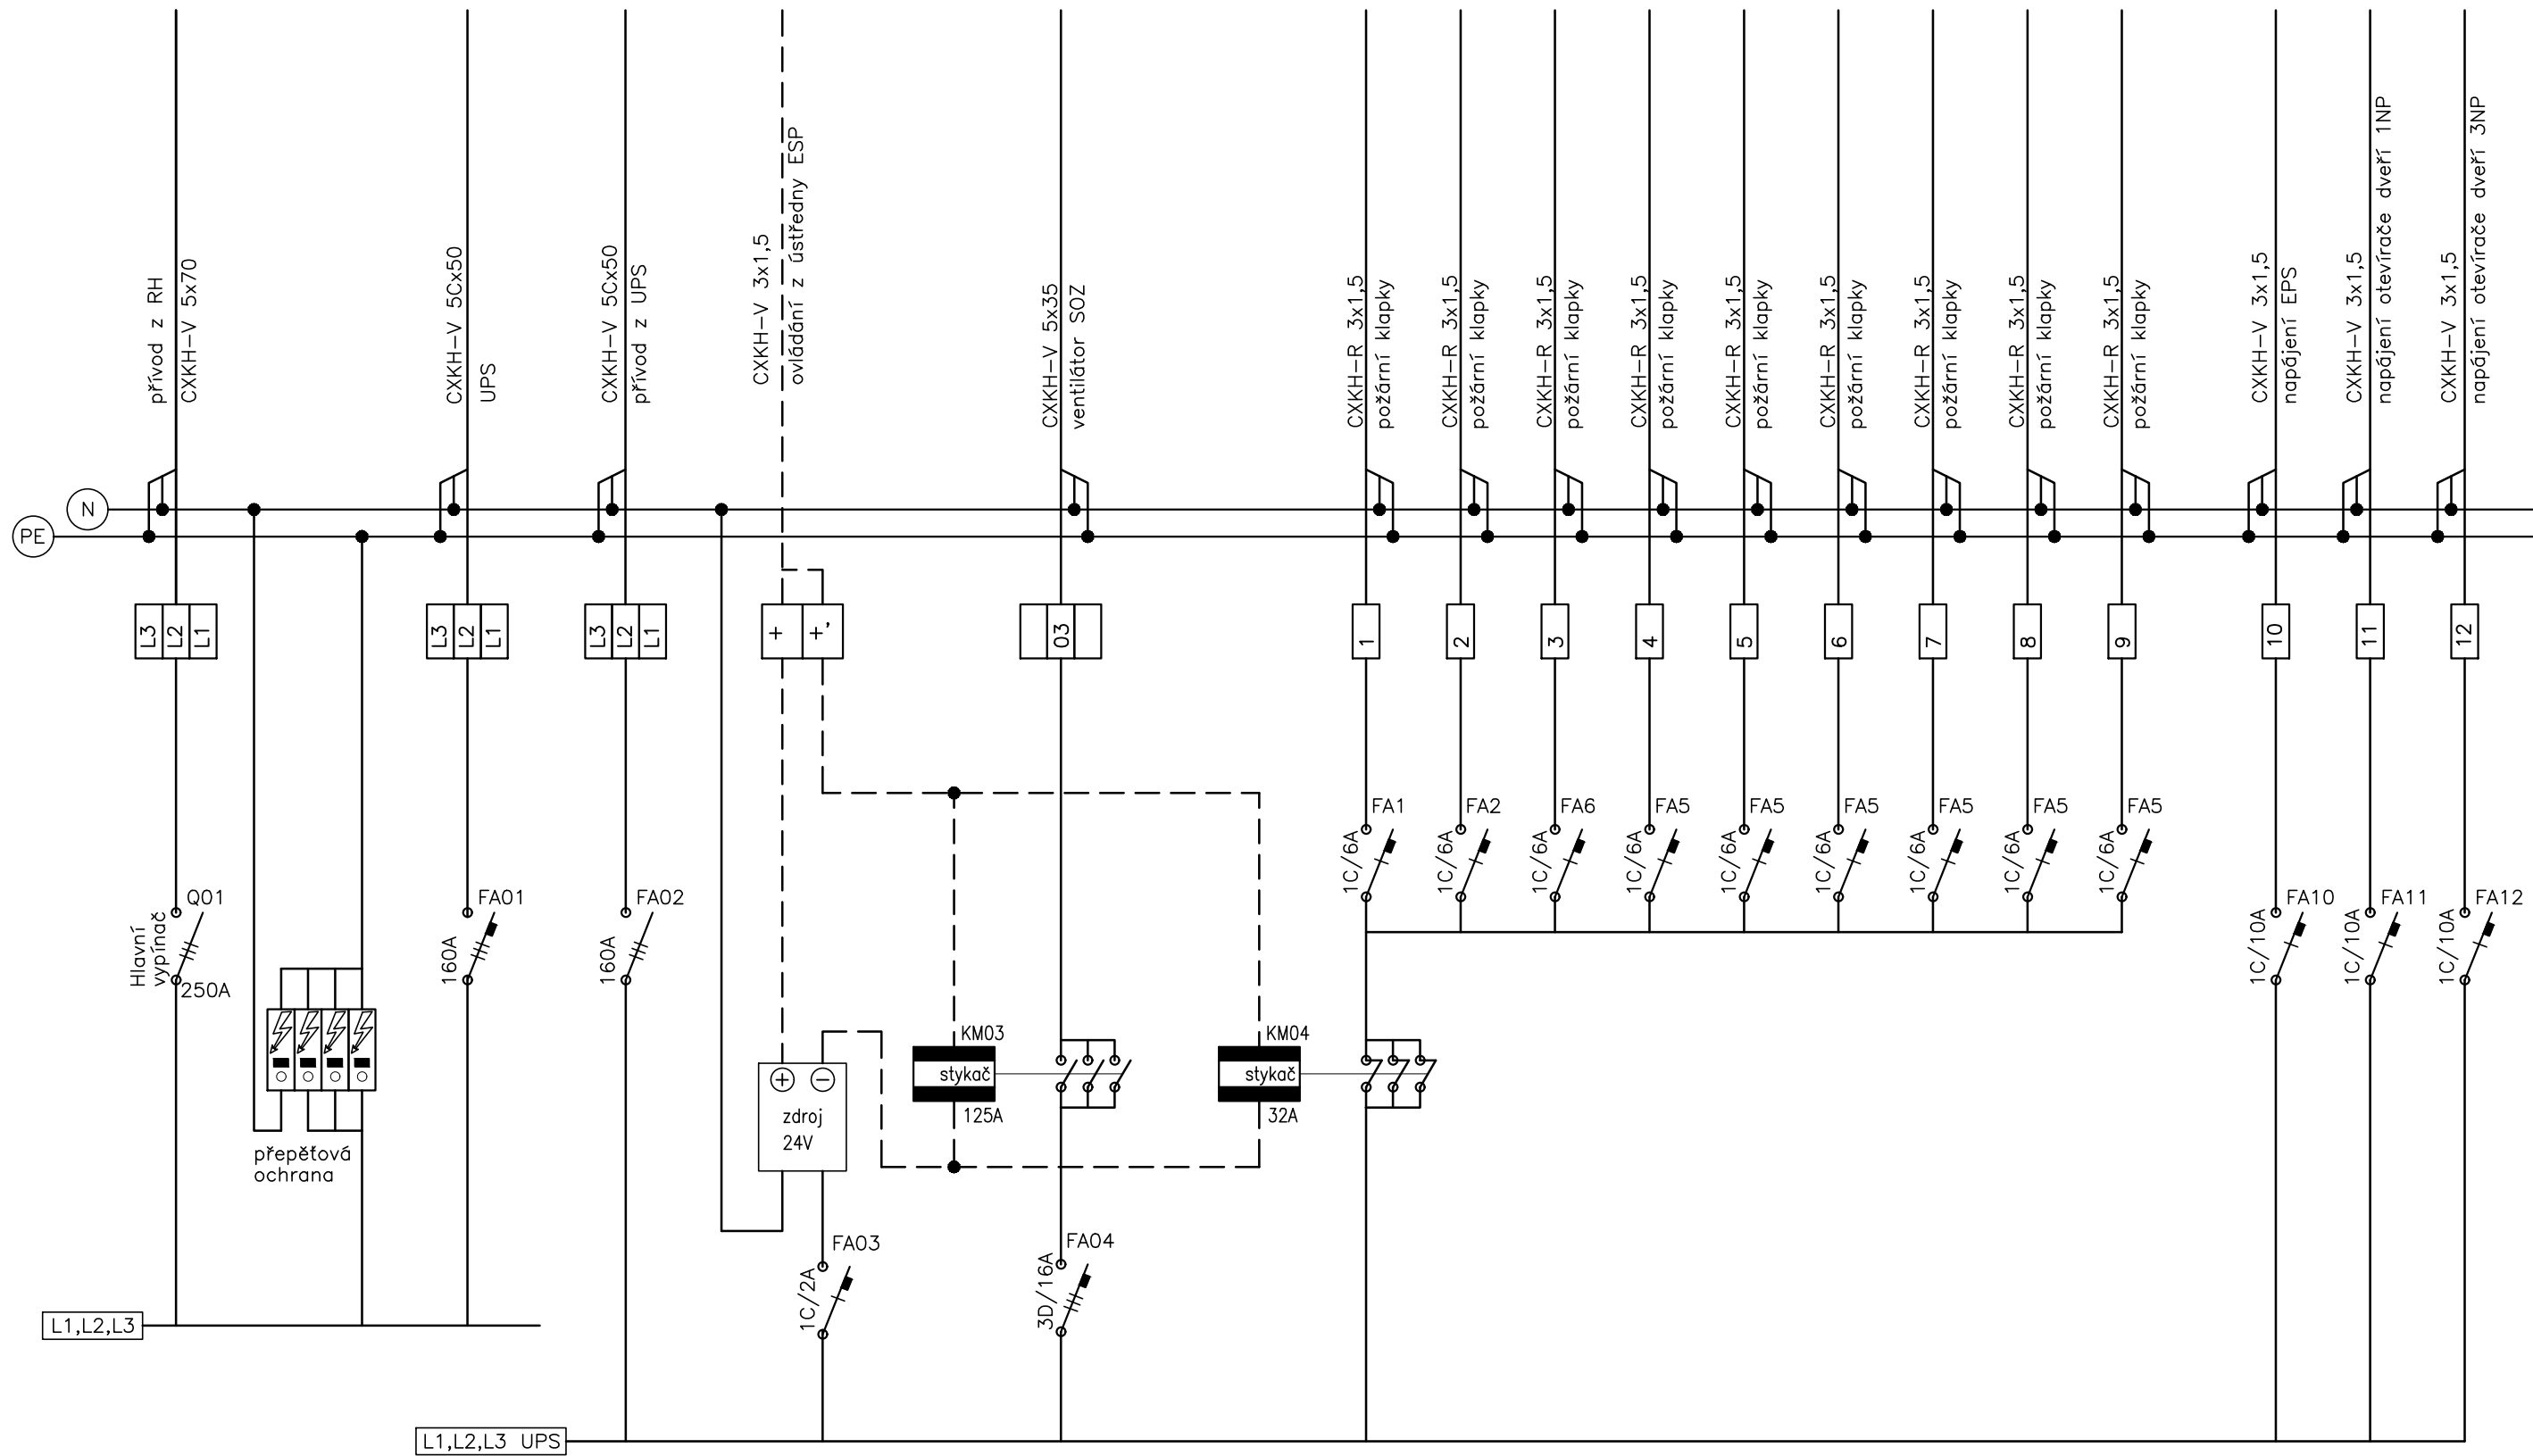 přívod z RH
CXKH-V 5x70
CXKH-V 5Cx50
UPS
CXKH-V 5Cx50
přívod z UPS
CXKH-V 3x1,5
ovládání z ústředny ESP
CXKH-V 5x35
ventilátor SOZ
CXKH-R 3x1,5
požární klapky
CXKH-R 3x1,5
požární klapky
CXKH-R 3x1,5
požární klapky
CXKH-R 3x1,5
požární klapky
CXKH-R 3x1,5
požární klapky
CXKH-R 3x1,5
požární klapky
CXKH-R 3x1,5
požární klapky
CXKH-R 3x1,5
požární klapky
CXKH-R 3x1,5
požární klapky
CXKH-V 3x1,5
napájení EPS
CXKH-V 3x1,5
napájení otevírače dveří 1NP
CXKH-V 3x1,5
napájení otevírače dveří 3NP
N
PE
L3 L2 L1
L3 L2 L1
L3 L2 L1
+ +'
03
1
2
3
4
5
6
7
8
9
10
11
12
FA1
1C/6A
FA2
1C/6A
FA6
1C/6A
FA5
1C/6A
FA5
1C/6A
FA5
1C/6A
FA5
1C/6A
FA5
1C/6A
FA5
1C/6A
Q01
Hlavní
vypínač
250A
FA01
160A
FA02
160A
FA10
1C/10A
FA11
1C/10A
FA12
1C/10A
KM03
stykač
125A
KM04
stykač
32A
+ −
zdroj
24V
přepěťová
ochrana
FA03
1C/2A
FA04
3D/16A
L1,L2,L3
L1,L2,L3 UPS